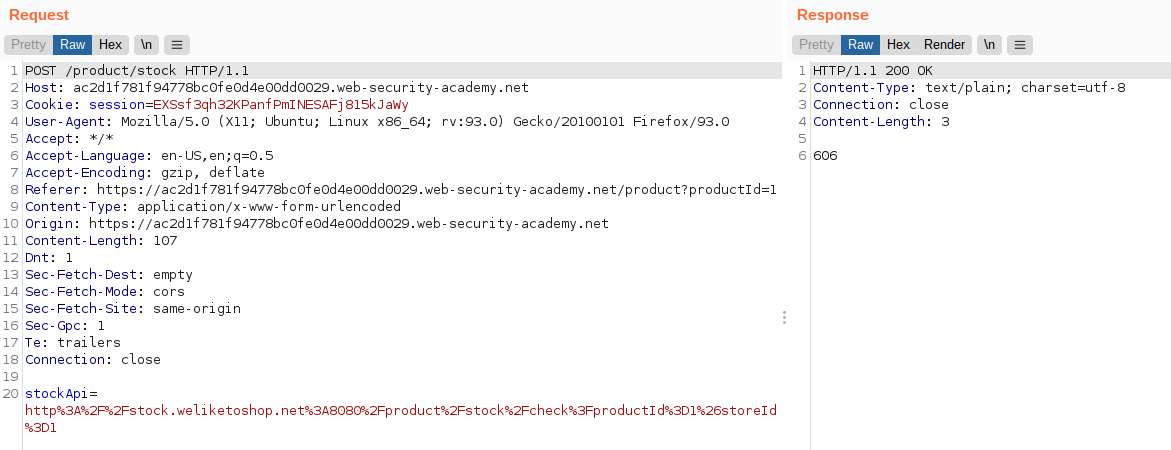 Request
Pretty Raw Hex \n ≡
1 POST /product/stock HTTP/1.1
2 Host: ac2d1f781f94778bc0fe0d4e00dd0029.web-security-academy.net
3 Cookie: session=EXSsf3qh32KPanfPmINESAFj815kJaWy
4 User-Agent: Mozilla/5.0 (X11; Ubuntu; Linux x86_64; rv:93.0) Gecko/20100101 Firefox/93.0
5 Accept: */*
6 Accept-Language: en-US,en;q=0.5
7 Accept-Encoding: gzip, deflate
8 Referer: https://ac2d1f781f94778bc0fe0d4e00dd0029.web-security-academy.net/product?productId=1
9 Content-Type: application/x-www-form-urlencoded
10 Origin: https://ac2d1f781f94778bc0fe0d4e00dd0029.web-security-academy.net
11 Content-Length: 107
12 Dnt: 1
13 Sec-Fetch-Dest: empty
14 Sec-Fetch-Mode: cors
15 Sec-Fetch-Site: same-origin
16 Sec-Gpc: 1
17 Te: trailers
18 Connection: close
19
20 stockApi=
http%3A%2F%2Fstock.weliketoshop.net%3A8080%2Fproduct%2Fstock%2Fcheck%3FproductId%3D1%26storeId
%3D1
Response
Pretty Raw Hex Render \n ≡
1 HTTP/1.1 200 OK
2 Content-Type: text/plain; charset=utf-8
3 Connection: close
4 Content-Length: 3
5
6 606